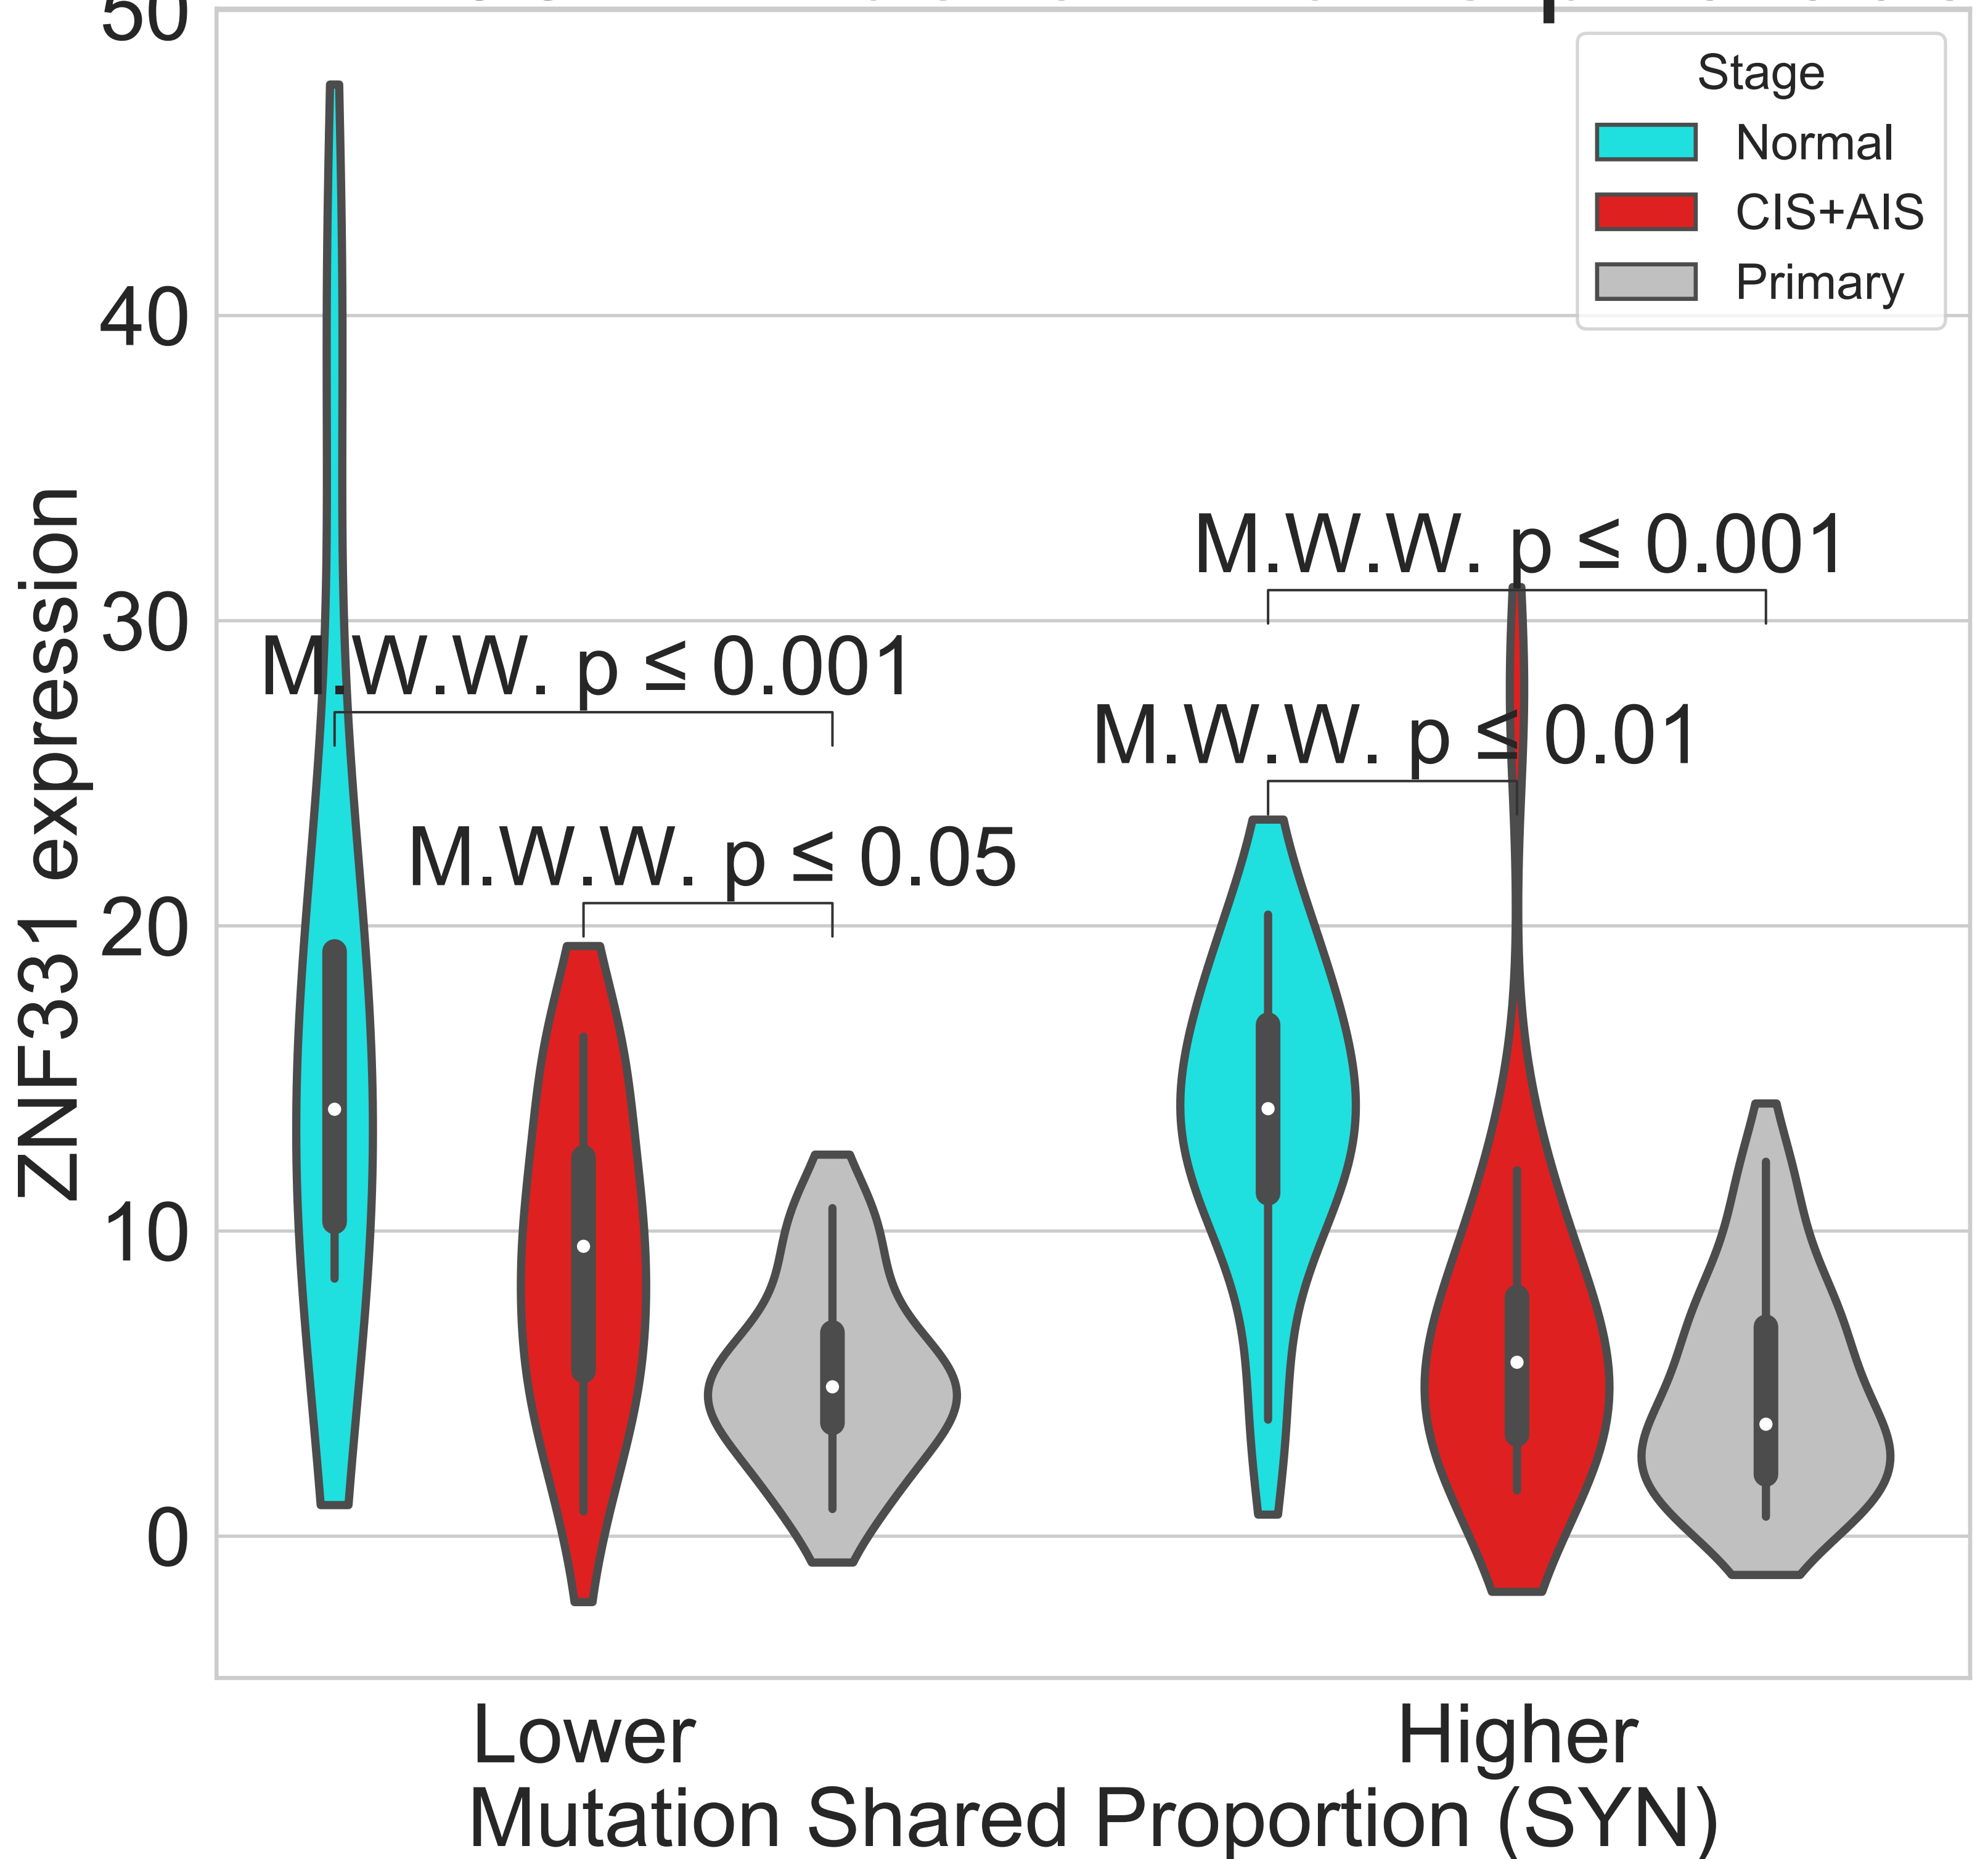 50
40
30
20
10
0
ZNF331 expression
Stage
Normal
CIS+AIS
Primary
M.W.W. p ≤ 0.001
M.W.W. p ≤ 0.001
M.W.W. p ≤ 0.01
M.W.W. p ≤ 0.05
Lower
Higher
Mutation Shared Proportion (SYN)